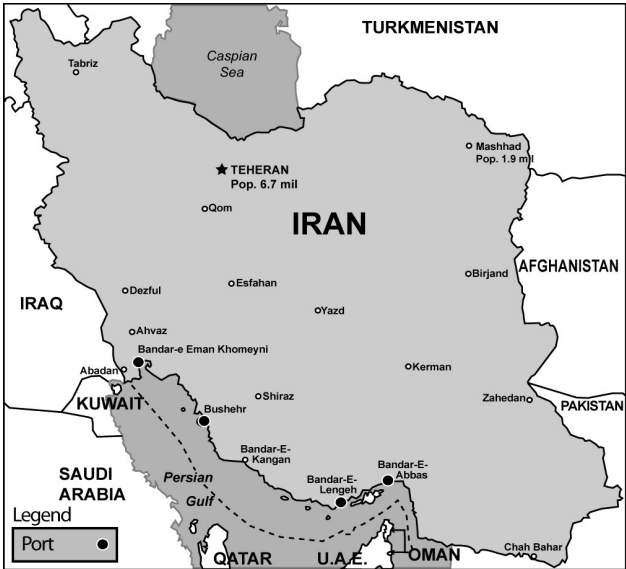 TURKMENISTAN
Caspian
Sea
Tabriz
Mashhad
Pop. 1.9 mil
TEHERAN
Pop. 6.7 mil
Qom
IRAN
AFGHANISTAN
Birjand
Esfahan
Dezful
IRAQ
Yazd
Ahvaz
Bandar-e Eman Khomeyni
Abadan
Kerman
KUWAIT
Shiraz
Zahedan
PAKISTAN
Bushehr
Bandar-E-
Kangan
Bandar-E-
Abbas
SAUDI
ARABIA
Persian
Gulf
Bandar-E-
Lengeh
Legend
Port
QATAR
U.A.E.
OMAN
Chah Bahar